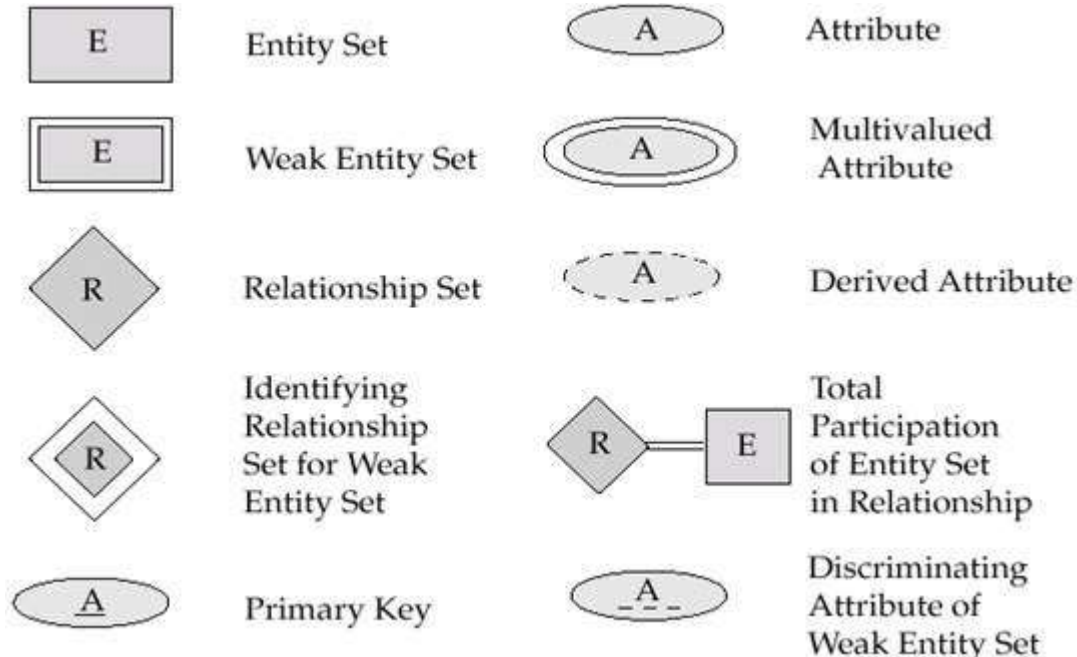 E
Entity Set
A
Attribute
E
Weak Entity Set
A
Multivalued
Attribute
R
Relationship Set
A
Derived Attribute
R
Identifying
Relationship
Set for Weak
Entity Set
R
E
Total
Participation
of Entity Set
in Relationship
A
Primary Key
A
Discriminating
Attribute of
Weak Entity Set